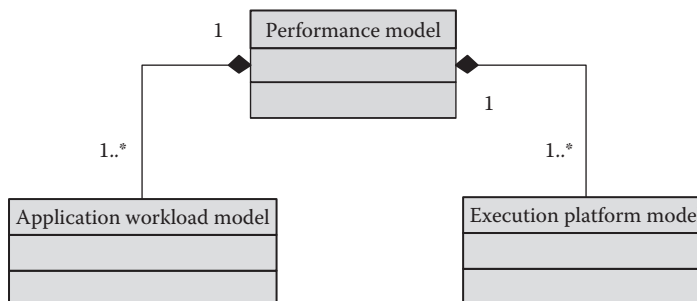 1
Performance model
1
1..*
1..*
Application workload model
Execution platform mode